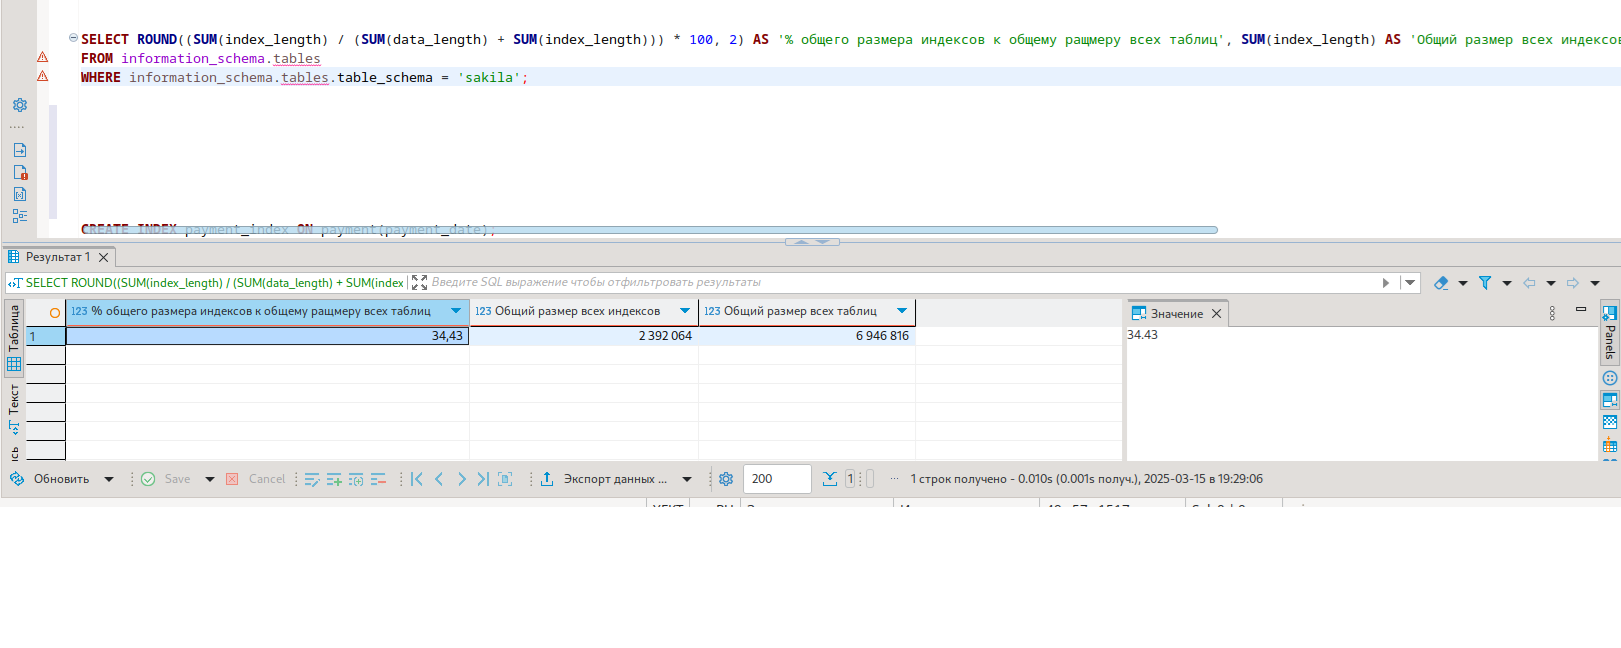 SELECT ROUND((SUM(index_length) / (SUM(data_length) + SUM(index_length))) * 100, 2) AS '% общего размера индексов к общему ращмеру всех таблиц', SUM(index_length) AS 'Общий размер всех индексов
FROM information_schema.tables
WHERE information_schema.tables.table_schema = 'sakila';
CREATE INDEX payment_index ON payment(payment_date);
Результат 1
SELECT ROUND((SUM(index_length) / (SUM(data_length) + SUM(index
Введите SQL выражение чтобы отфильтровать результаты
Таблица
Текст
123 % общего размера индексов к общему ращмеру всех таблиц
123 Общий размер всех индексов
123 Общий размер всех таблиц
1
34,43
2 392 064
6 946 816
Значение
34.43
Panels
Обновить
Save
Cancel
Экспорт данных ...
200
1
1 строк получено - 0.010s (0.001s получ.), 2025-03-15 в 19:29:06